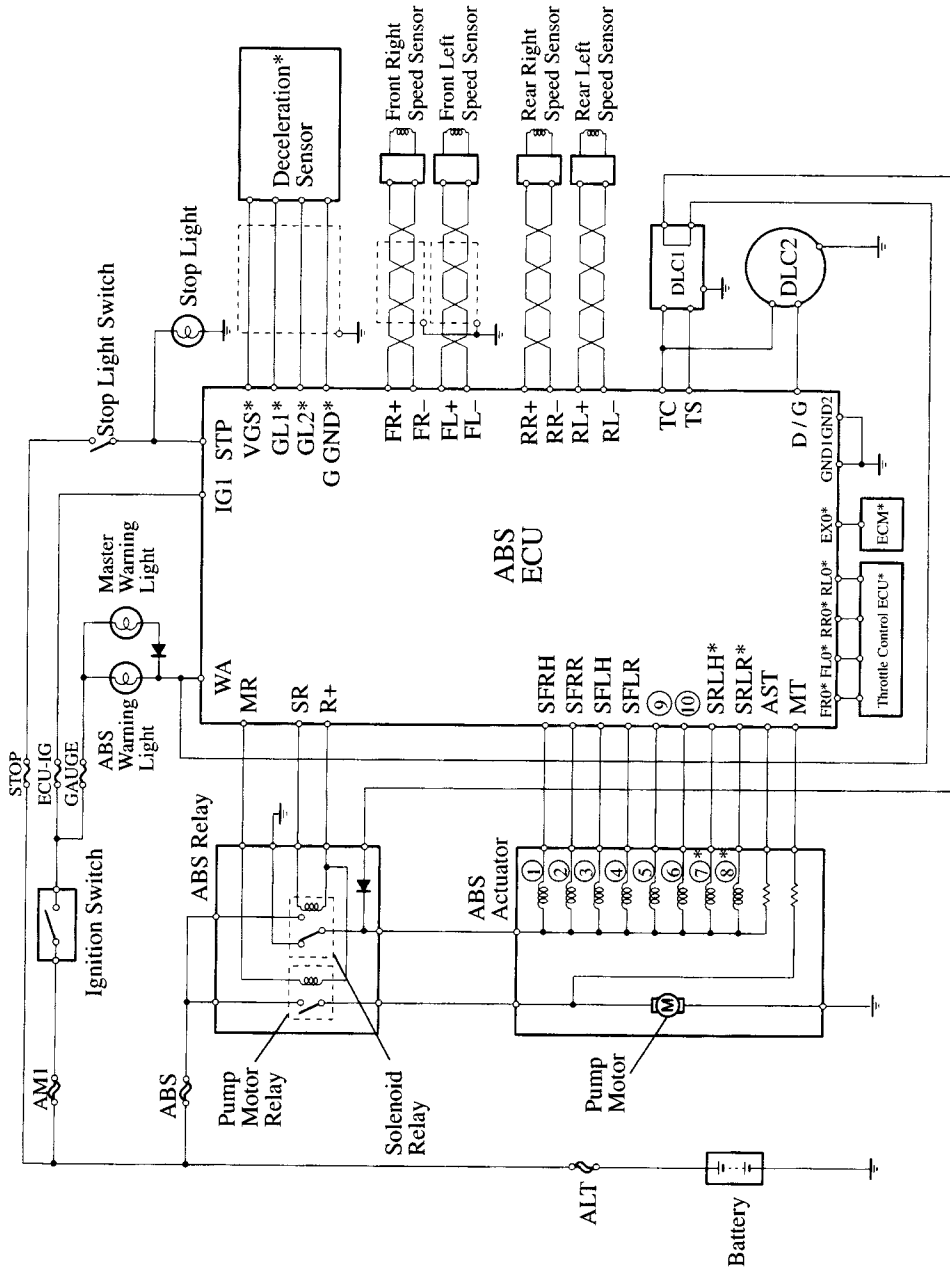 Battery
ALT
AM1
ABS
Ignition Switch
STOP
ECU-IG
GAUGE
ABS
Warning
Light
Master
Warning
Light
Stop Light Switch
Stop Light
Deceleration*
Sensor
Front Right
Speed Sensor
Front Left
Speed Sensor
Rear Right
Speed Sensor
Rear Left
Speed Sensor
DLC1
DLC2
Pump
Motor
Relay
Solenoid
Relay
ABS Relay
ABS
Actuator
Pump
Motor
M
1
2
3
4
5
6
7*
8*
ABS
ECU
WA
IG1
STP
MR
SR
R+
SFRH
SFRR
SFLH
SFLR
9
10
SRLH*
SRLR*
AST
MT
VGS*
GL1*
GL2*
G GND*
FR+
FR−
FL+
FL−
RR+
RR−
RL+
RL−
TC
TS
D / G
FR0* FL0* RR0* RL0* EX0* GND1 GND2
Throttle Control ECU*
ECM*